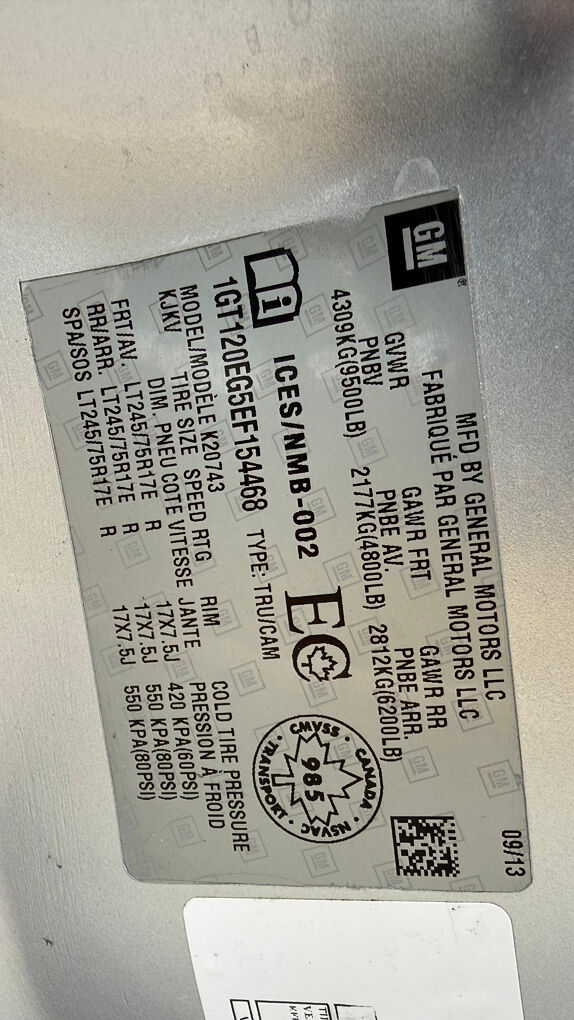 GM
MFD BY GENERAL MOTORS LLC
09/13
FABRIQUÉ PAR GENERAL MOTORS LLC
GVWR GAWR FRT GAWR RR
PNBV PNBE AV. PNBE ARR.
4309KG(9500LB) 2177KG(4800LB) 2812KG(6200LB)
i ICES/NMB-002 EC
CMVSS · CANADA · NSVAC · TRANSPORT ·
985
1GT120EG5EF154468 TYPE: TRU/CAM
MODEL/MODÈLE K20743
KJKV TIRE SIZE SPEED RTG RIM COLD TIRE PRESSURE
DIM. PNEU COTE VITESSE JANTE PRESSION À FROID
FRT/AV. LT245/75R17E R 17X7.5J 420 KPA(60PSI)
RR/ARR. LT245/75R17E R 17X7.5J 550 KPA(80PSI)
SPA/SOS LT245/75R17E R 17X7.5J 550 KPA(80PSI)